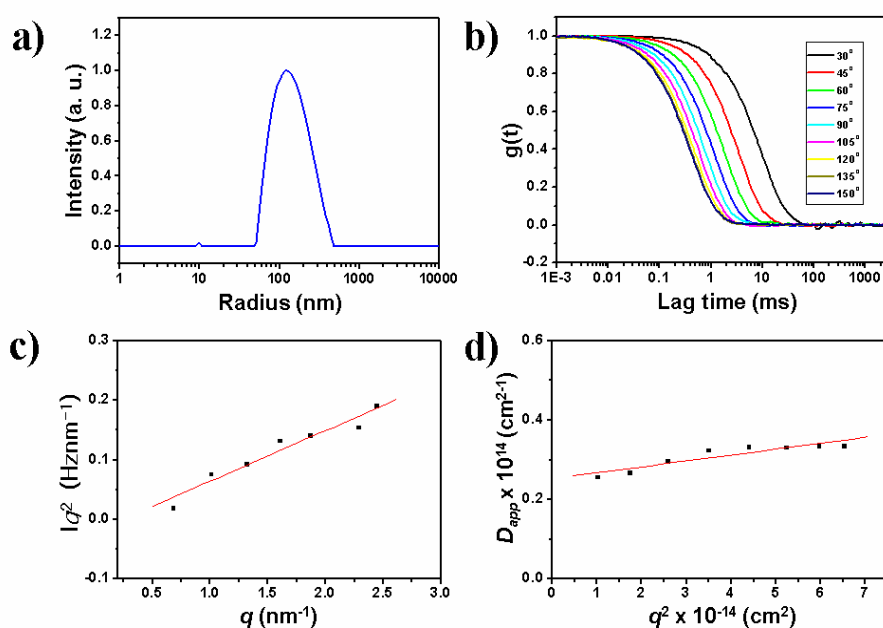 a)
Intensity (a. u.)
1.2
1.0
0.8
0.6
0.4
0.2
0.0
1 10 100 1000 10000
Radius (nm)
b)
g(t)
1.0
0.8
0.6
0.4
0.2
0.0
-0.2
30°
45°
60°
75°
90°
105°
120°
135°
150°
1E-3 0.01 0.1 1 10 100 1000
Lag time (ms)
c)
Iq² (Hznm⁻¹)
0.3
0.2
0.1
0.0
-0.1
0.5 1.0 1.5 2.0 2.5 3.0
q (nm⁻¹)
d)
D_app x 10¹⁴ (cm²⁻¹)
0.6
0.4
0.2
0.0
0 1 2 3 4 5 6 7
q² x 10⁻¹⁴ (cm²)